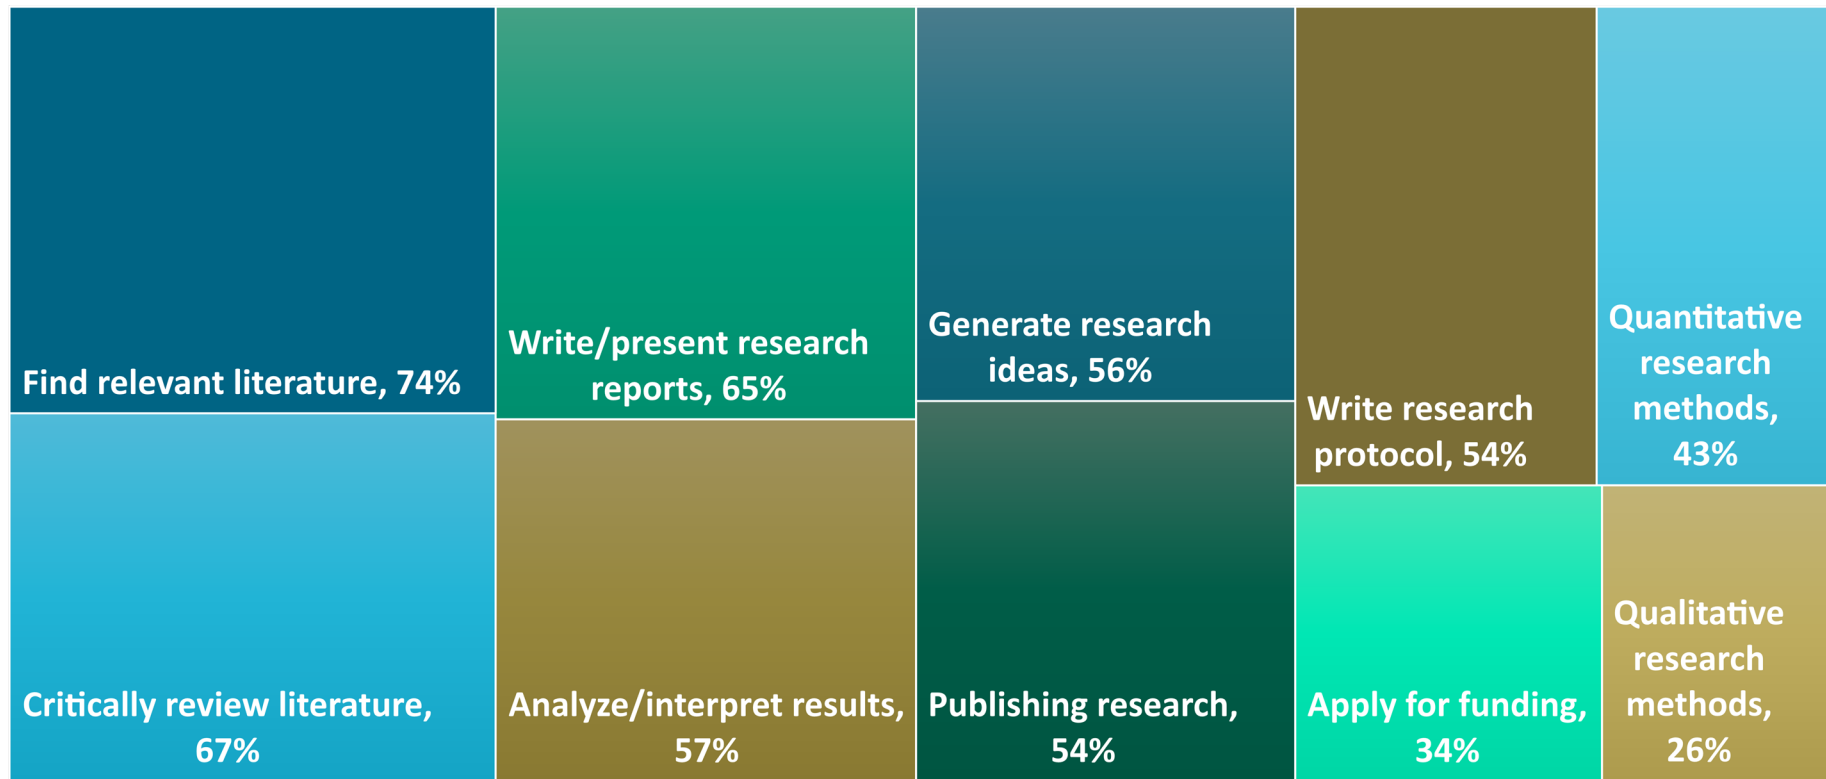 Find relevant literature, 74%
Critically review literature,
67%
Write/present research
reports, 65%
Analyze/interpret results,
57%
Generate research
ideas, 56%
Publishing research,
54%
Write research
protocol, 54%
Quantitative
research
methods,
43%
Apply for funding,
34%
Qualitative
research
methods,
26%